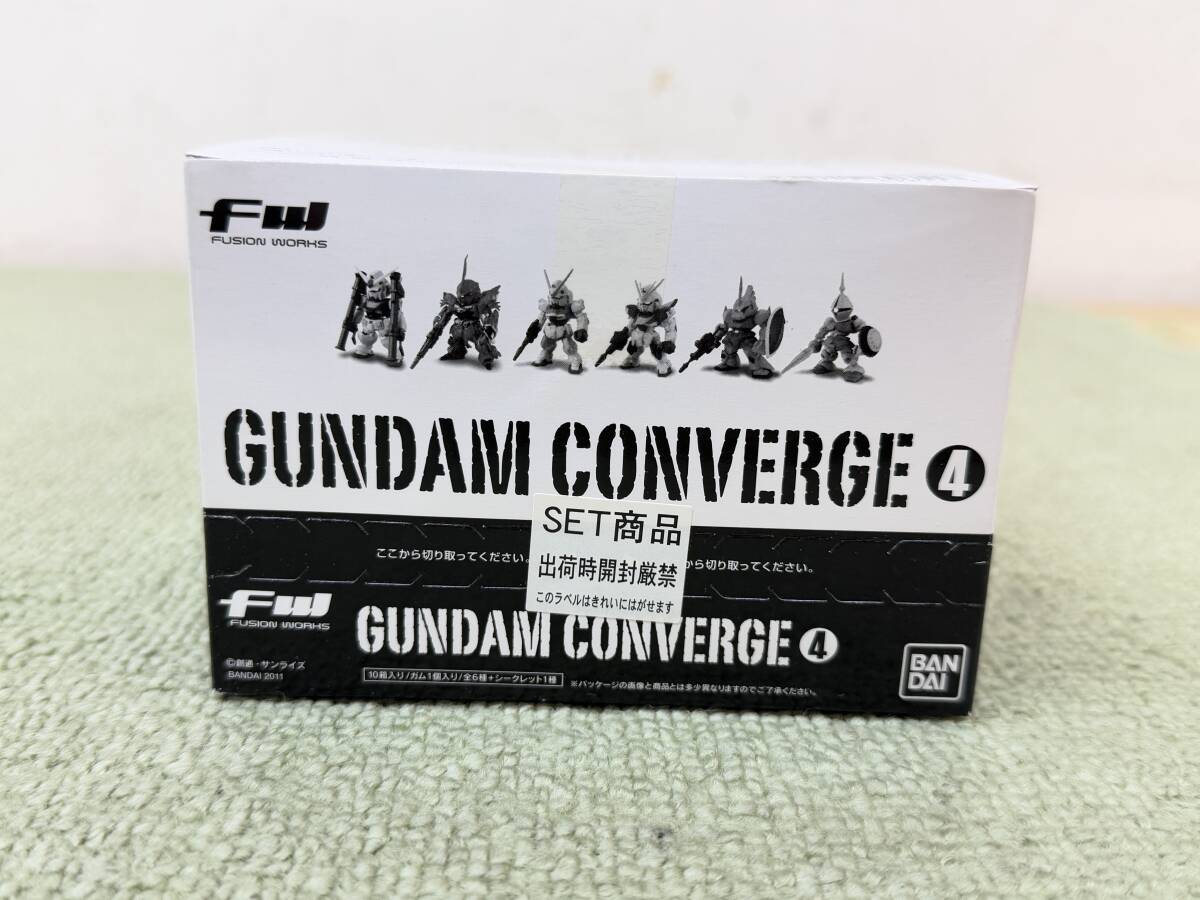 FW
FUSION WORKS
GUNDAM CONVERGE 4
SET商品
出荷時開封厳禁
このラベルはきれいにはがせます
ここから切り取ってください。
から切り取ってください。
FW
FUSION WORKS
GUNDAM CONVERGE 4
©創通・サンライズ
BANDAI 2011
10箱入り/ガム1個入り/全6種+シークレット1種
※パッケージの画像と商品とは多少異なりますのでご了承ください。
BAN
DAI